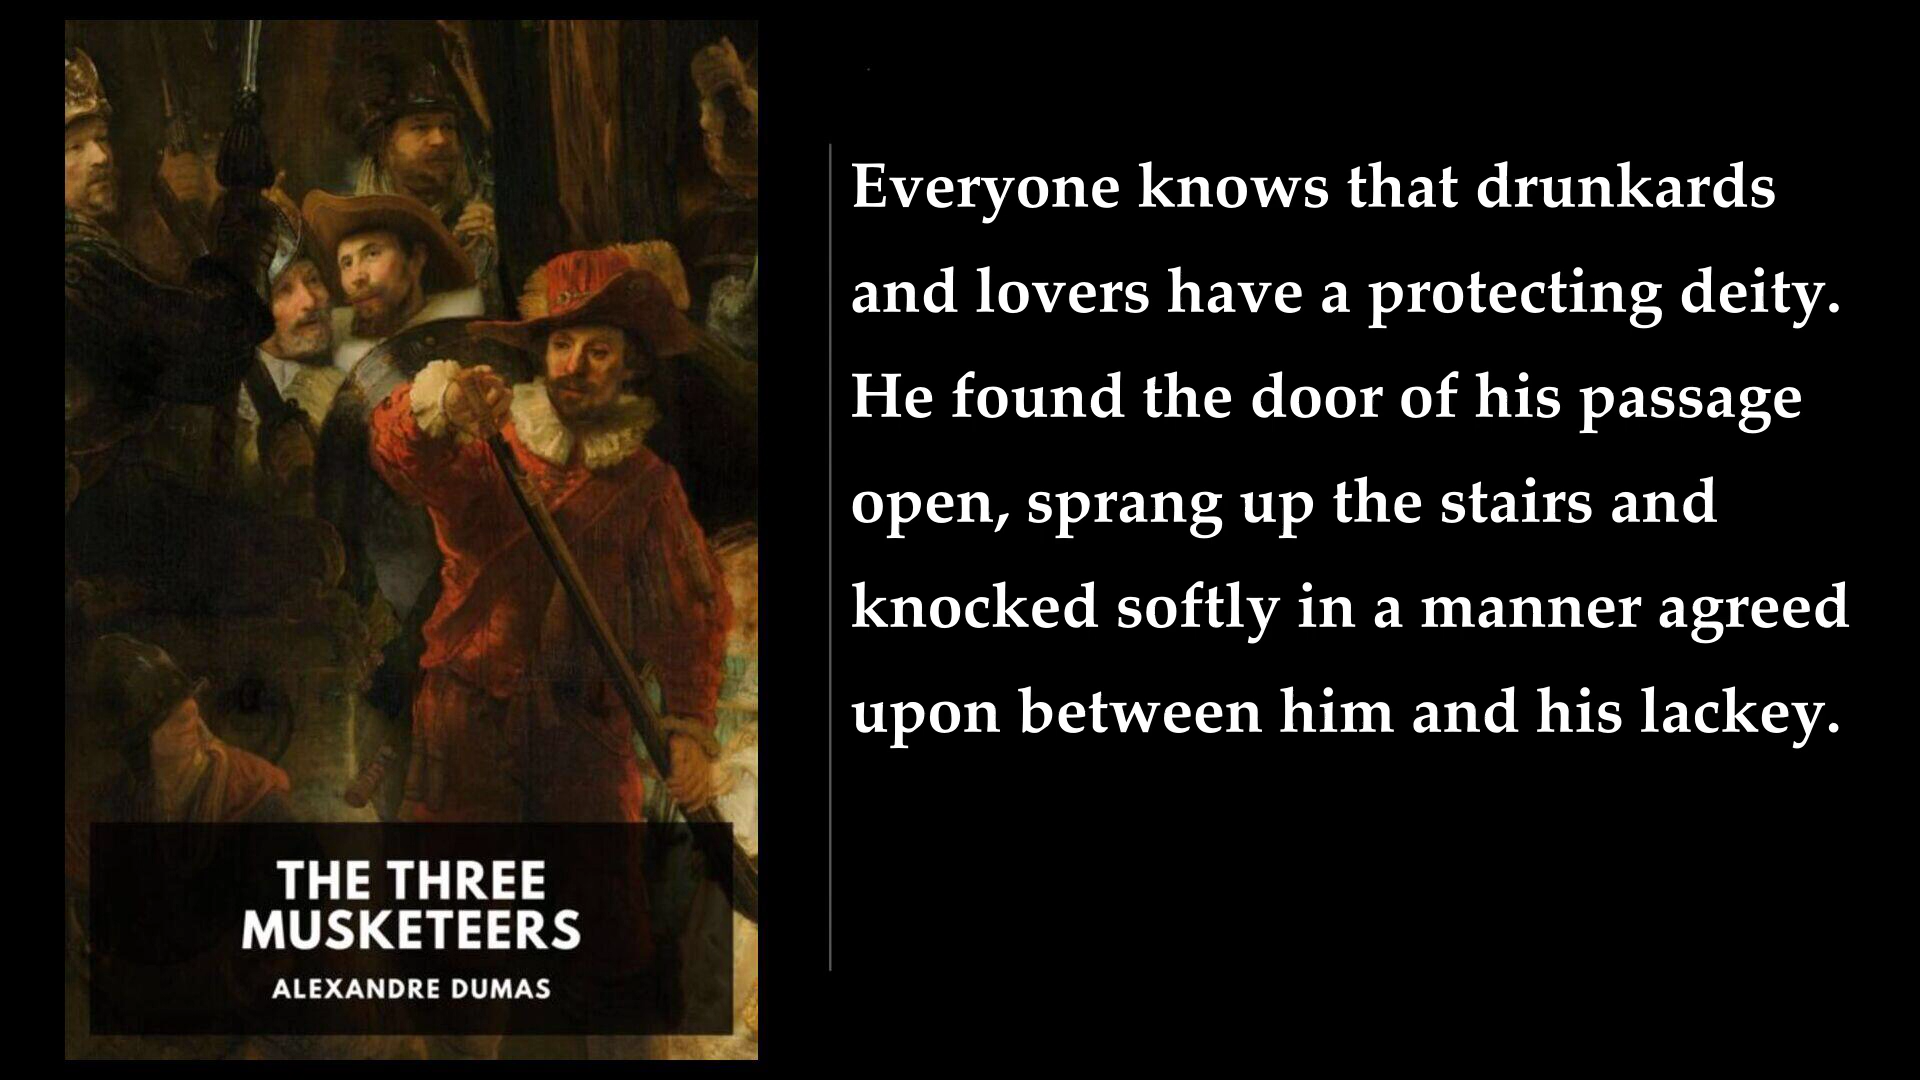 THE THREE
MUSKETEERS
ALEXANDRE DUMAS
Everyone knows that drunkards
and lovers have a protecting deity.
He found the door of his passage
open, sprang up the stairs and
knocked softly in a manner agreed
upon between him and his lackey.